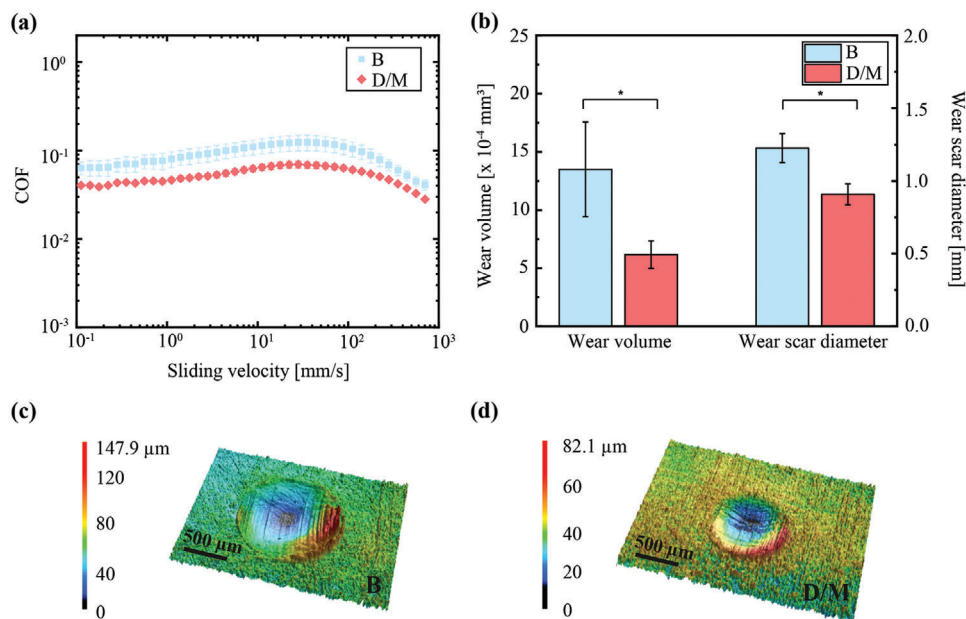 (a)
10⁰
10⁻¹
10⁻²
10⁻³
COF
B
D/M
10⁻¹
10⁰
10¹
10²
10³
Sliding velocity [mm/s]
(b)
25
20
15
10
5
0
Wear volume [x 10⁻⁴ mm³]
B
D/M
*
*
2.0
1.5
1.0
0.5
0.0
Wear scar diameter [mm]
Wear volume
Wear scar diameter
(c)
147.9 µm
120
80
40
0
500 µm
B
(d)
82.1 µm
60
40
20
0
500 µm
D/M